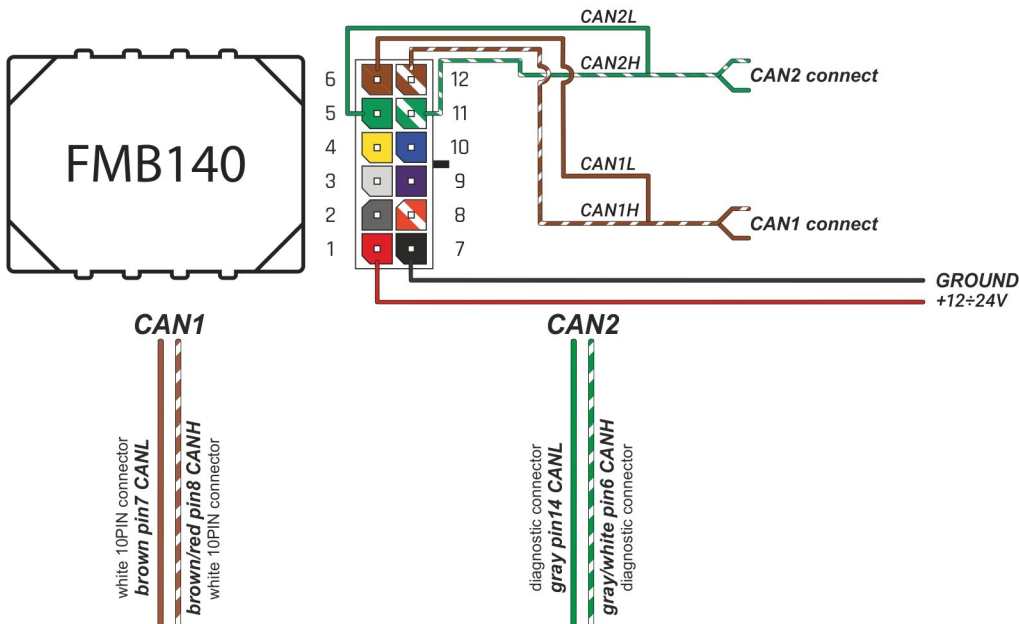 CAN2L
CAN2H
CAN2 connect
FMB140
6
12
5
11
4
10
3
9
2
8
1
7
CAN1L
CAN1H
CAN1 connect
GROUND
+12÷24V
CAN1
CAN2
white 10PIN connector
brown pin7 CANL
brown/red pin8 CANH
white 10PIN connector
diagnostic connector
gray pin14 CANL
gray/white pin6 CANH
diagnostic connector